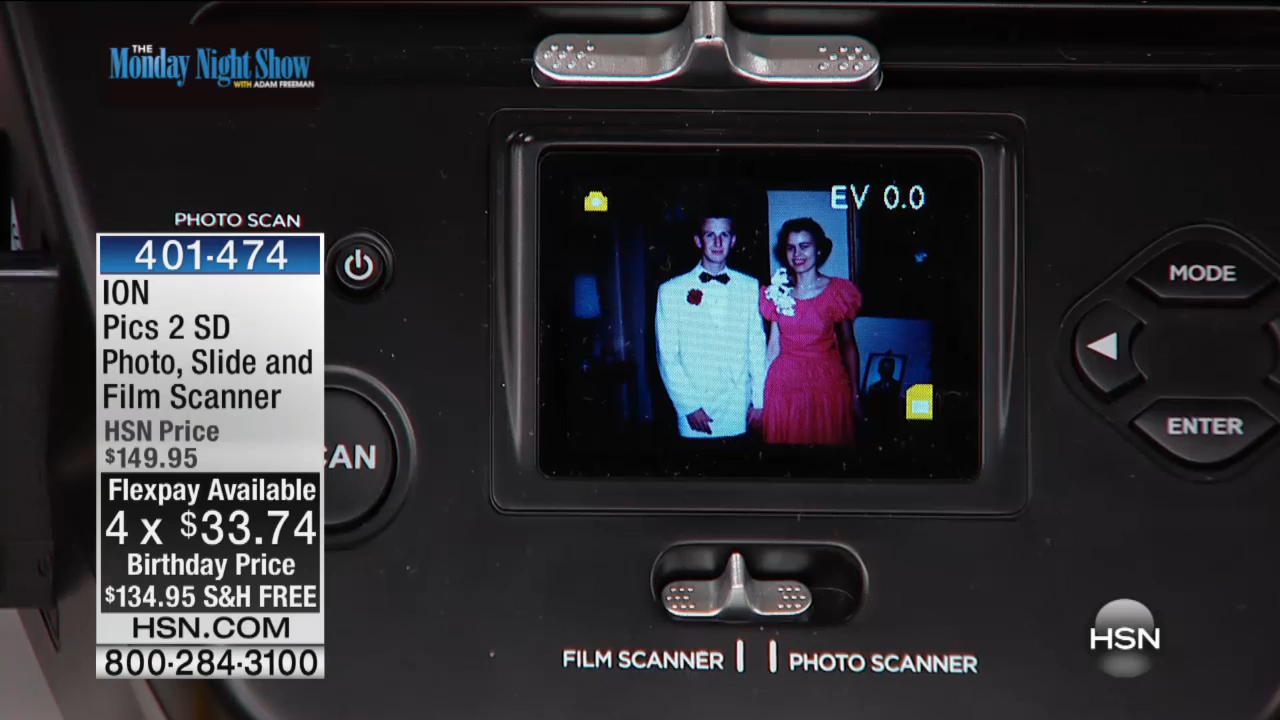 THE
Monday Night Show
WITH ADAM FREEMAN
EV 0.0
PHOTO SCAN
401-474
ION
Pics 2 SD
Photo, Slide and
Film Scanner
HSN Price
$149.95
Flexpay Available
4 x $33.74
Birthday Price
$134.95 S&H FREE
HSN.COM
800-284-3100
CAN
MODE
ENTER
FILM SCANNER
PHOTO SCANNER
HSN